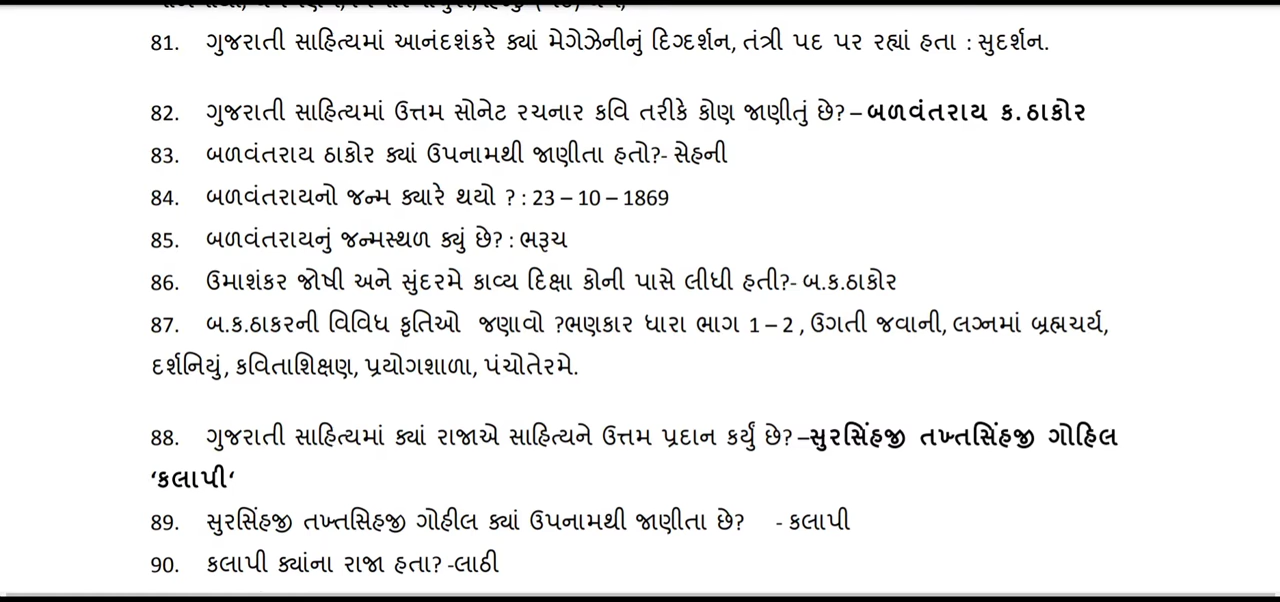 81. ગુજરાતી સાહિત્યમાં આનંદશંકરે ક્યાં મેગેઝેનીનું દિગ્દર્શન, તંત્રી પદ પર રહ્યાં હતા : સુદર્શન.
82. ગુજરાતી સાહિત્યમાં ઉત્તમ સોનેટ રચનાર કવિ તરીકે કોણ જાણીતું છે? – બળવંતરાય ક. ઠાકોર
83. બળવંતરાય ઠાકોર ક્યાં ઉપનામથી જાણીતા હતો?- સેહની
84. બળવંતરાયનો જન્મ ક્યારે થયો ? : 23 – 10 – 1869
85. બળવંતરાયનું જન્મસ્થળ ક્યું છે? : ભરૂચ
86. ઉમાશંકર જોષી અને સુંદરમે કાવ્ય દિક્ષા કોની પાસે લીધી હતી?- બ.ક.ઠાકોર
87. બ.ક.ઠાકરની વિવિધ કૃતિઓ જણાવો ?ભણકાર ધારા ભાગ 1 – 2 , ઉગતી જવાની, લગ્નમાં બ્રહ્મચર્ય,
દર્શનિયું, કવિતાશિક્ષણ, પ્રયોગશાળા, પંચોતેરમે.
88. ગુજરાતી સાહિત્યમાં ક્યાં રાજાએ સાહિત્યને ઉત્તમ પ્રદાન કર્યું છે? –સુરસિંહજી તખ્તસિંહજી ગોહિલ
‘કલાપી‘
89. સુરસિંહજી તખ્તસિહજી ગોહીલ ક્યાં ઉપનામથી જાણીતા છે? - કલાપી
90. કલાપી ક્યાંના રાજા હતા? -લાઠી